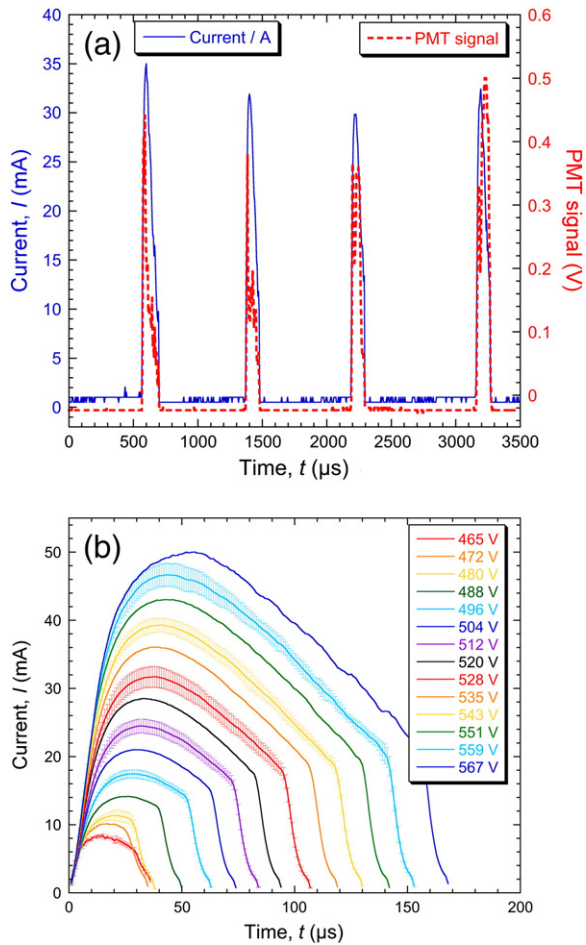 (a)
Current / A
PMT signal
40
35
30
25
20
15
10
5
0
Current, I (mA)
0.6
0.5
0.4
0.3
0.2
0.1
0
PMT signal (V)
0 500 1000 1500 2000 2500 3000 3500
Time, t (µs)
(b)
50
40
30
20
10
0
Current, I (mA)
465 V
472 V
480 V
488 V
496 V
504 V
512 V
520 V
528 V
535 V
543 V
551 V
559 V
567 V
0 50 100 150 200
Time, t (µs)